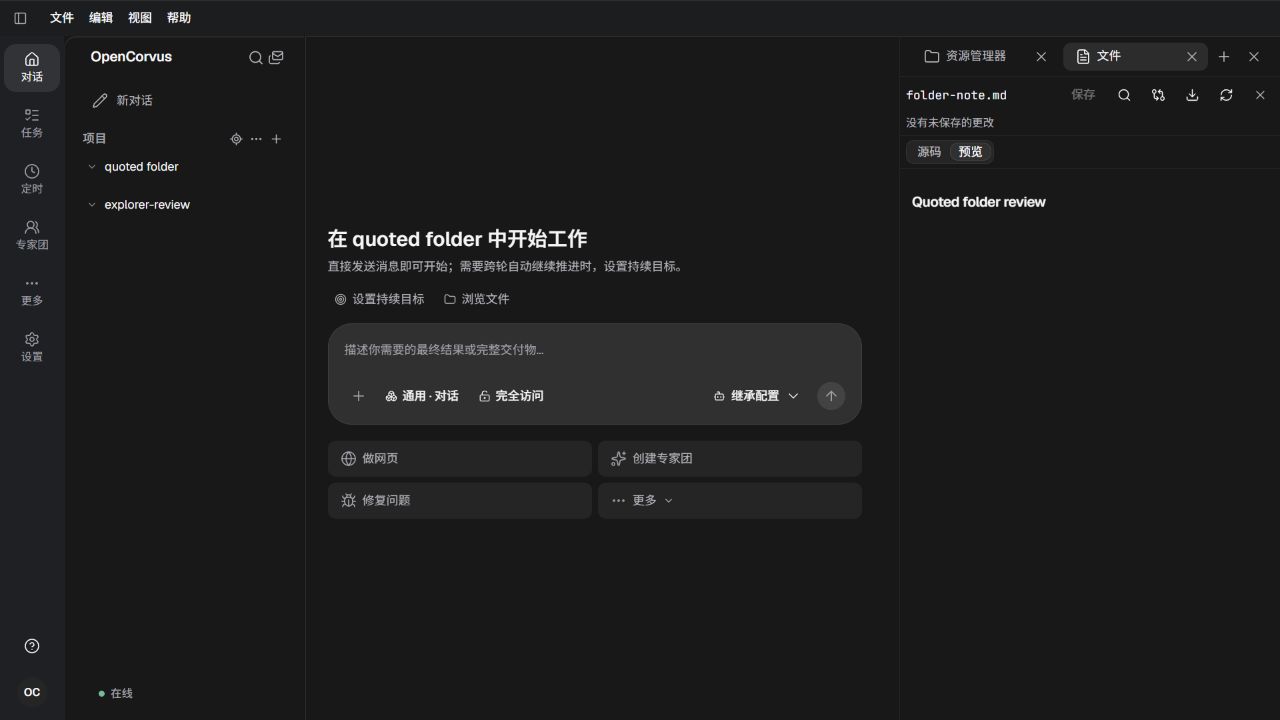 文件 编辑 视图 帮助
对话
任务
定时
专家团
更多
设置
OC
OpenCorvus
新对话
项目
quoted folder
explorer-review
在线
在 quoted folder 中开始工作
直接发送消息即可开始；需要跨轮自动继续推进时，设置持续目标。
设置持续目标 浏览文件
描述你需要的最终结果或完整交付物...
通用 · 对话 完全访问 继承配置
做网页 创建专家团
修复问题 更多
资源管理器 文件
folder-note.md 保存
没有未保存的更改
源码 预览
Quoted folder review